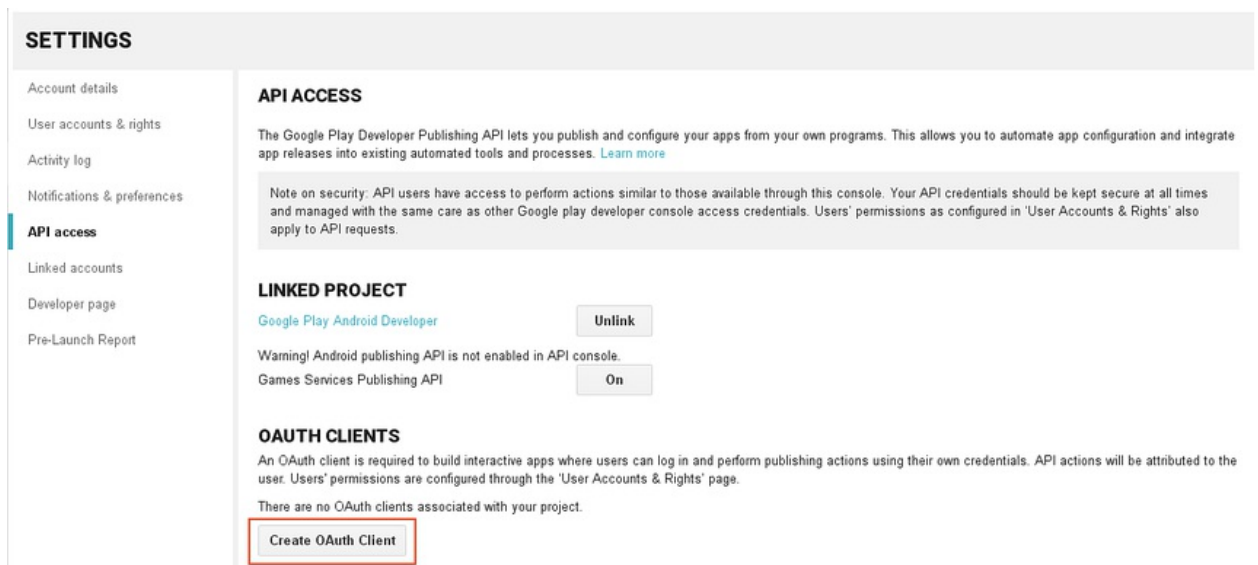 SETTINGS
Account details
User accounts & rights
Activity log
Notifications & preferences
API access
Linked accounts
Developer page
Pre-Launch Report
API ACCESS
The Google Play Developer Publishing API lets you publish and configure your apps from your own programs. This allows you to automate app configuration and integrate
app releases into existing automated tools and processes. Learn more
Note on security: API users have access to perform actions similar to those available through this console. Your API credentials should be kept secure at all times
and managed with the same care as other Google play developer console access credentials. Users' permissions as configured in 'User Accounts & Rights' also
apply to API requests.
LINKED PROJECT
Google Play Android Developer Unlink
Warning! Android publishing API is not enabled in API console.
Games Services Publishing API On
OAUTH CLIENTS
An OAuth client is required to build interactive apps where users can log in and perform publishing actions using their own credentials. API actions will be attributed to the
user. Users' permissions are configured through the 'User Accounts & Rights' page.
There are no OAuth clients associated with your project.
Create OAuth Client